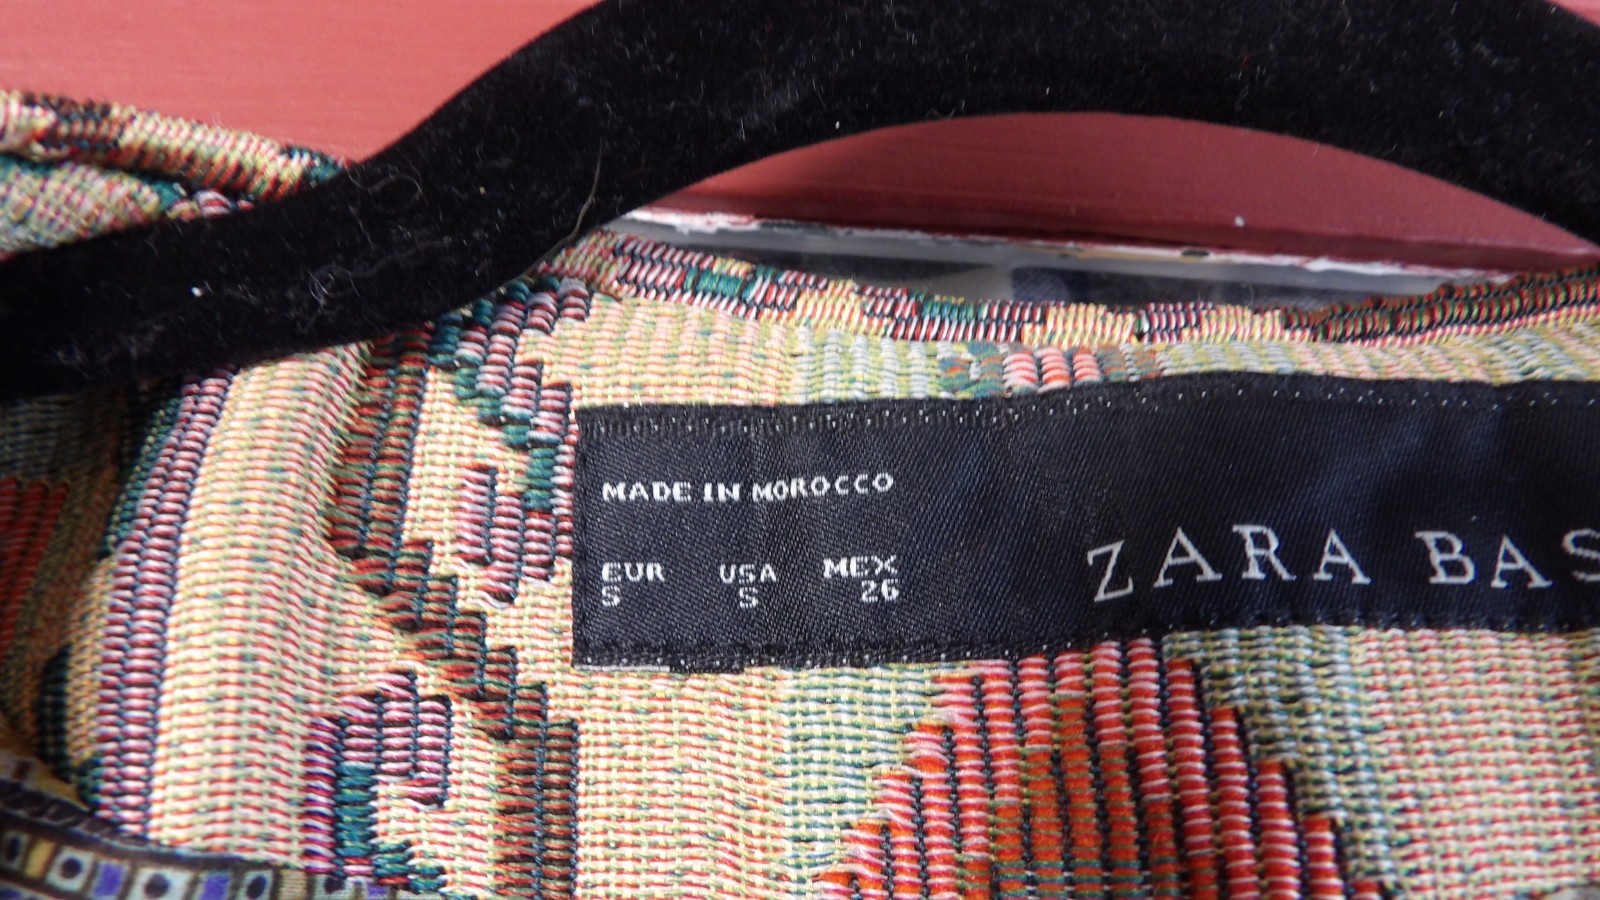 MADE IN MOROCCO
EUR USA MEX
S S 26
ZARA BAS